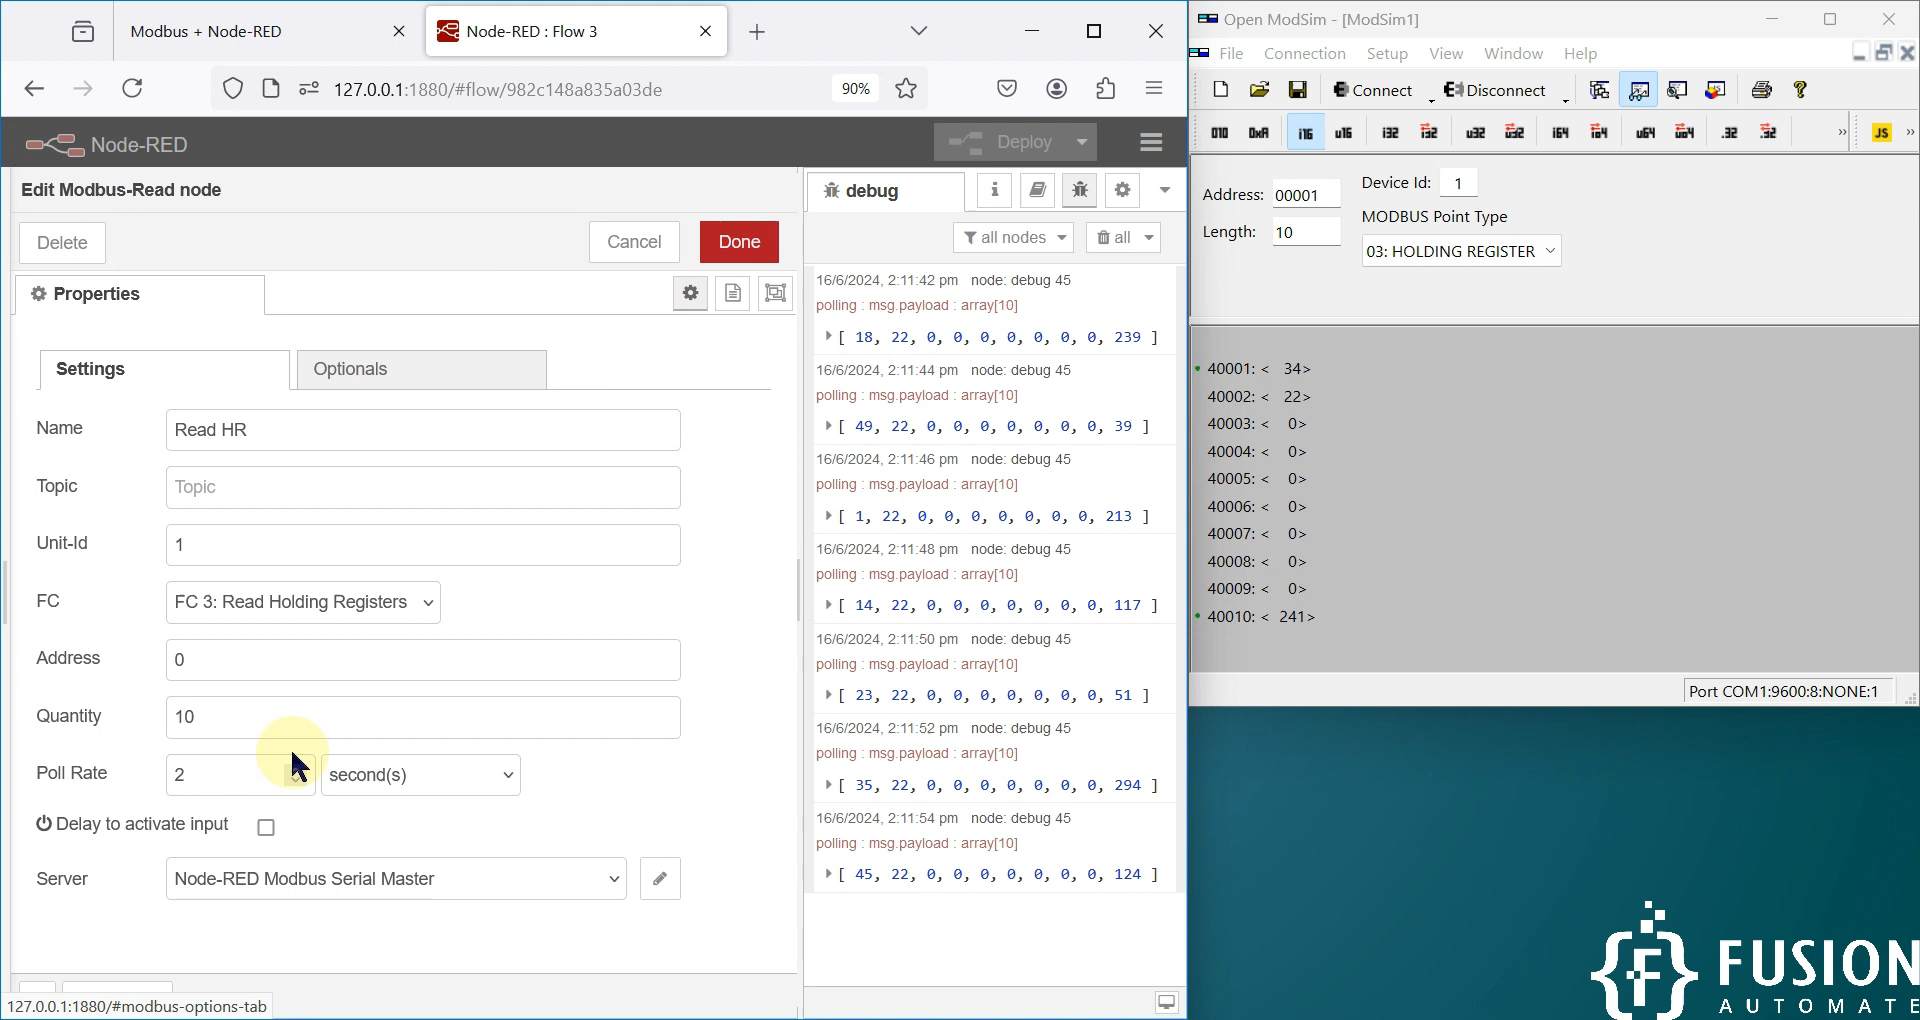 Modbus + Node-RED
Node-RED : Flow 3
127.0.0.1:1880/#flow/982c148a835a03de
90%
Node-RED
Deploy
Edit Modbus-Read node
Delete
Cancel
Done
Properties
Settings
Optionals
Name
Read HR
Topic
Topic
Unit-Id
1
FC
FC 3: Read Holding Registers
Address
0
Quantity
10
Poll Rate
2
second(s)
Delay to activate input
Server
Node-RED Modbus Serial Master
127.0.0.1:1880/#modbus-options-tab
debug
i
all nodes
all
16/6/2024, 2:11:42 pm node: debug 45
polling : msg.payload : array[10]
[ 18, 22, 0, 0, 0, 0, 0, 0, 0, 239 ]
16/6/2024, 2:11:44 pm node: debug 45
polling : msg.payload : array[10]
[ 49, 22, 0, 0, 0, 0, 0, 0, 0, 39 ]
16/6/2024, 2:11:46 pm node: debug 45
polling : msg.payload : array[10]
[ 1, 22, 0, 0, 0, 0, 0, 0, 0, 213 ]
16/6/2024, 2:11:48 pm node: debug 45
polling : msg.payload : array[10]
[ 14, 22, 0, 0, 0, 0, 0, 0, 0, 117 ]
16/6/2024, 2:11:50 pm node: debug 45
polling : msg.payload : array[10]
[ 23, 22, 0, 0, 0, 0, 0, 0, 0, 51 ]
16/6/2024, 2:11:52 pm node: debug 45
polling : msg.payload : array[10]
[ 35, 22, 0, 0, 0, 0, 0, 0, 0, 294 ]
16/6/2024, 2:11:54 pm node: debug 45
polling : msg.payload : array[10]
[ 45, 22, 0, 0, 0, 0, 0, 0, 0, 124 ]
Open ModSim - [ModSim1]
File Connection Setup View Window Help
Connect Disconnect
010 0xA i16 u16 i32 i32 u32 u32 i64 i64 u64 u64 .32 .32 JS
Address: 00001
Length: 10
Device Id: 1
MODBUS Point Type
03: HOLDING REGISTER
40001: < 34>
40002: < 22>
40003: < 0>
40004: < 0>
40005: < 0>
40006: < 0>
40007: < 0>
40008: < 0>
40009: < 0>
40010: < 241>
Port COM1:9600:8:NONE:1
FUSION
AUTOMATE